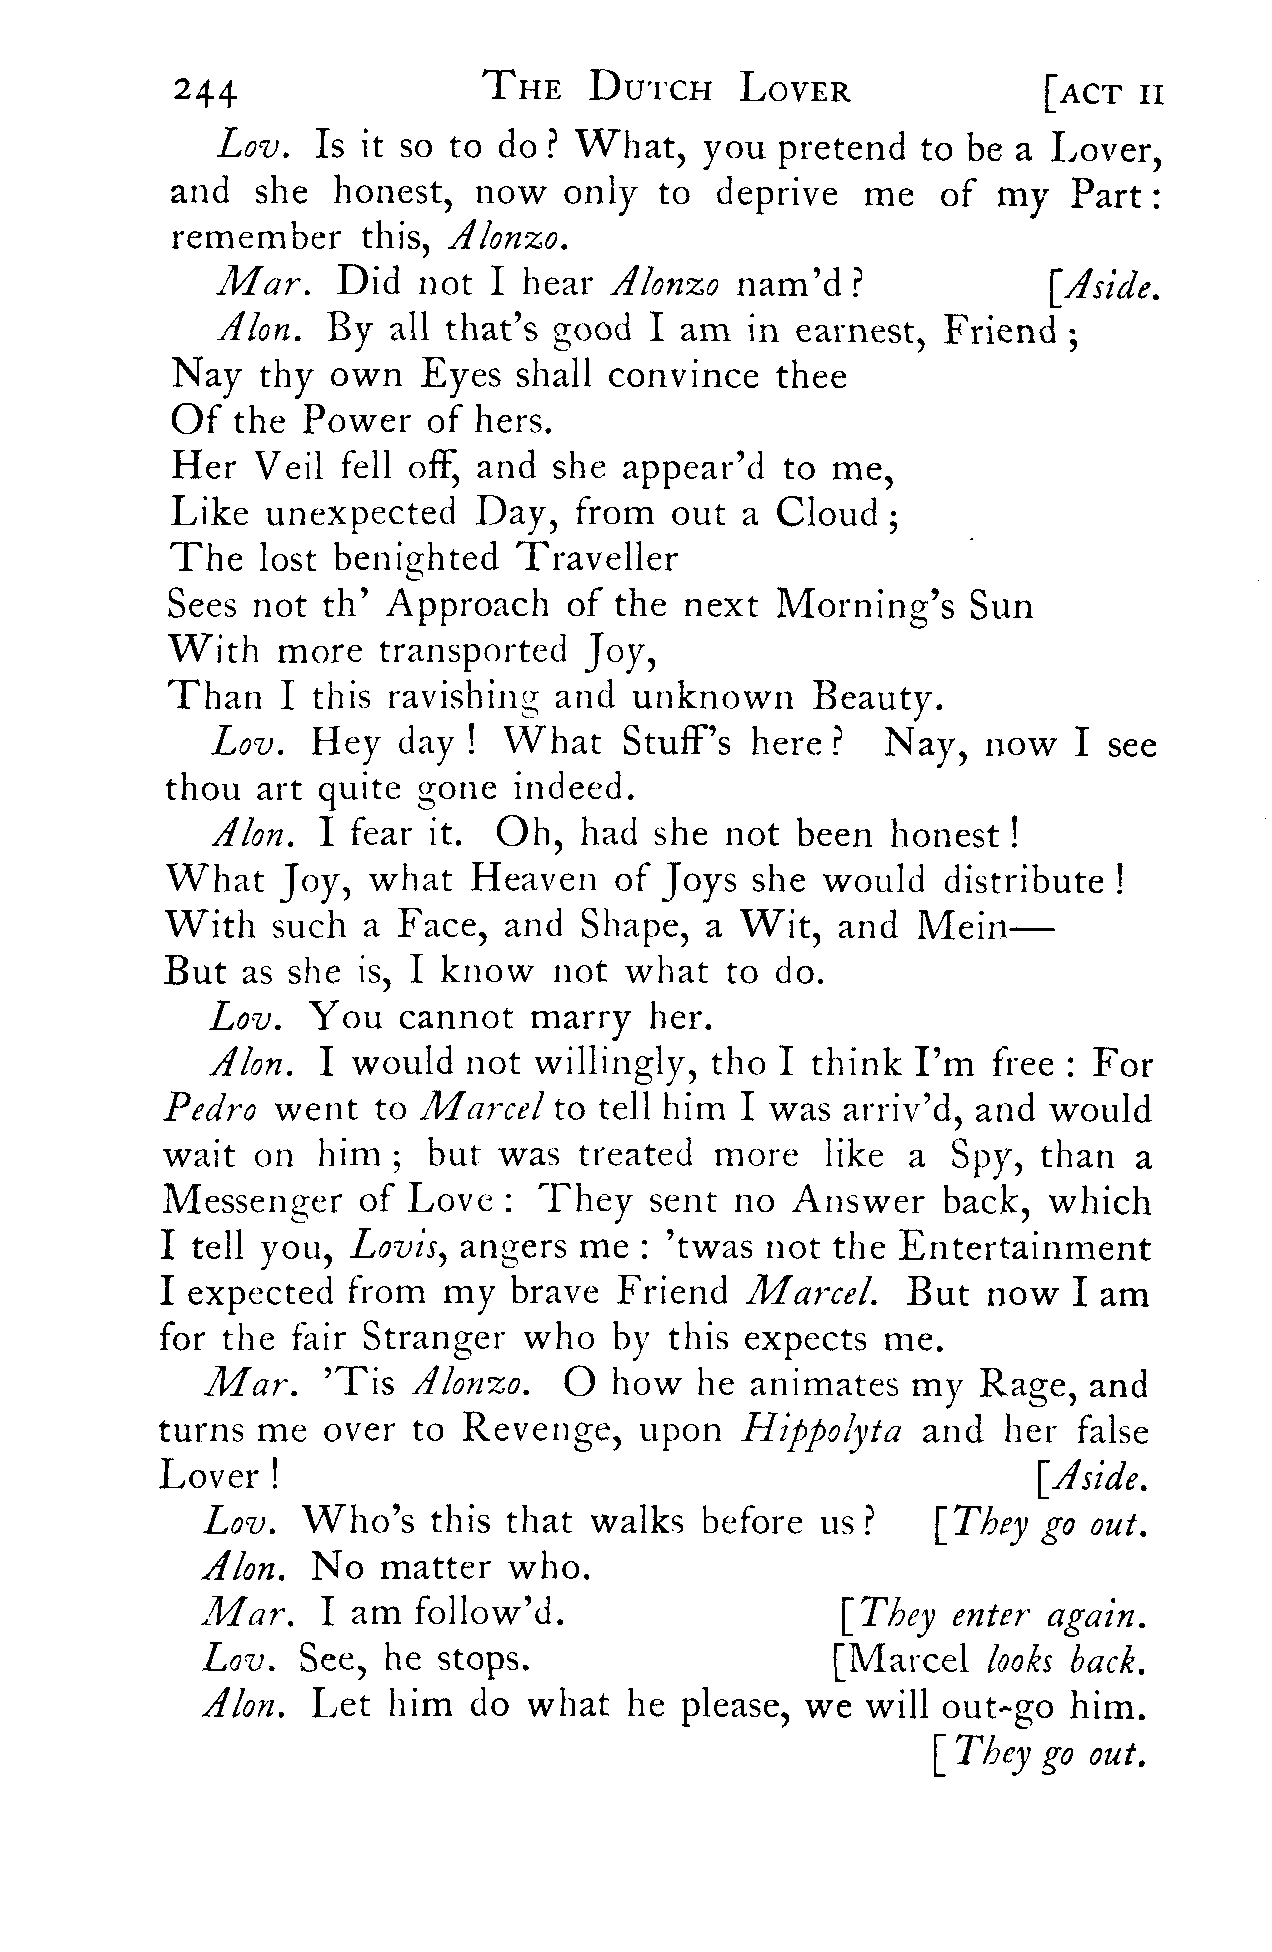 244 The Dutch Lover [ACT II
Lov. Is it so to do? What, you pretend to be a Lover,
and she honest, now only to deprive me of my Part:
remember this, Alonzo.
Mar. Did not I hear Alonzo nam'd? [Aside.
Alon. By all that's good I am in earnest, Friend;
Nay thy own Eyes shall convince thee
Of the Power of hers.
Her Veil fell off, and she appear'd to me,
Like unexpected Day, from out a Cloud;
The lost benighted Traveller
Sees not th' Approach of the next Morning's Sun
With more transported Joy,
Than I this ravishing and unknown Beauty.
Lov. Hey day! What Stuff's here? Nay, now I see
thou art quite gone indeed.
Alon. I fear it. Oh, had she not been honest!
What Joy, what Heaven of Joys she would distribute!
With such a Face, and Shape, a Wit, and Mein—
But as she is, I know not what to do.
Lov. You cannot marry her.
Alon. I would not willingly, tho I think I'm free: For
Pedro went to Marcel to tell him I was arriv'd, and would
wait on him; but was treated more like a Spy, than a
Messenger of Love: They sent no Answer back, which
I tell you, Lovis, angers me: 'twas not the Entertainment
I expected from my brave Friend Marcel. But now I am
for the fair Stranger who by this expects me.
Mar. 'Tis Alonzo. O how he animates my Rage, and
turns me over to Revenge, upon Hippolyta and her false
Lover! [Aside.
Lov. Who's this that walks before us? [They go out.
Alon. No matter who.
Mar. I am follow'd. [They enter again.
Lov. See, he stops. [Marcel looks back.
Alon. Let him do what he please, we will out-go him.
[They go out.